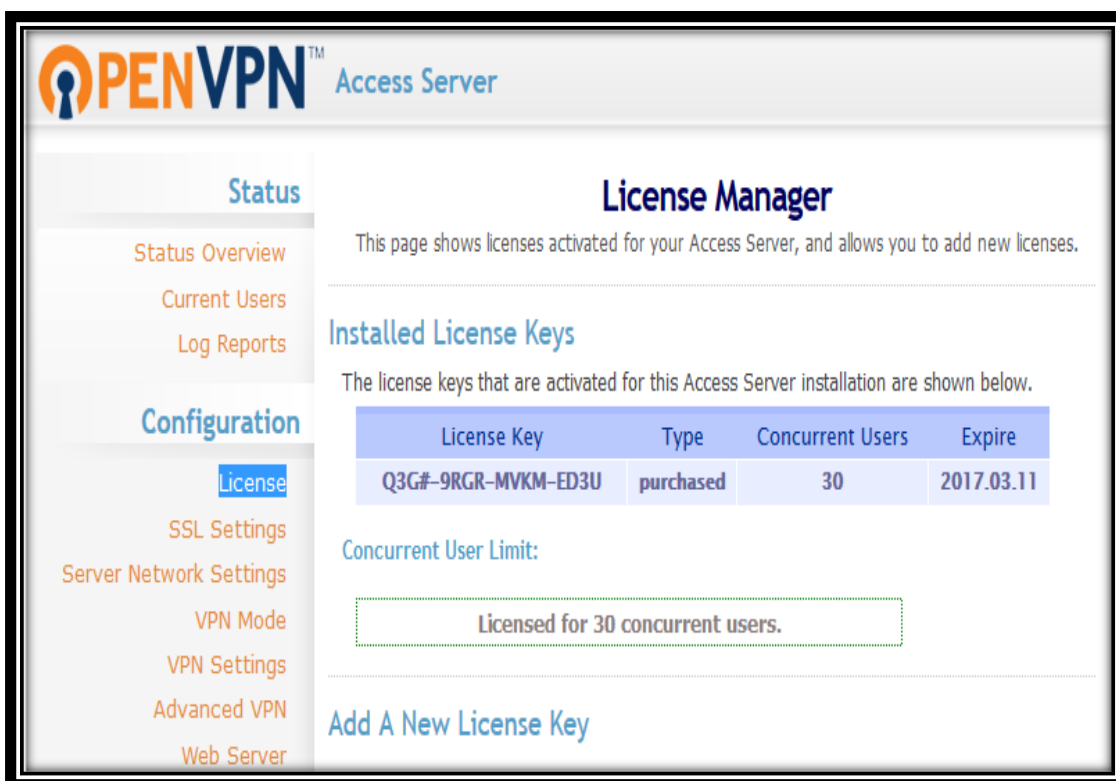 OPENVPN™ Access Server
Status
Status Overview
Current Users
Log Reports
Configuration
License
SSL Settings
Server Network Settings
VPN Mode
VPN Settings
Advanced VPN
Web Server
License Manager
This page shows licenses activated for your Access Server, and allows you to add new licenses.
Installed License Keys
The license keys that are activated for this Access Server installation are shown below.
License Key Type Concurrent Users Expire
Q3G#-9RGR-MVKM-ED3U purchased 30 2017.03.11
Concurrent User Limit:
Licensed for 30 concurrent users.
Add A New License Key